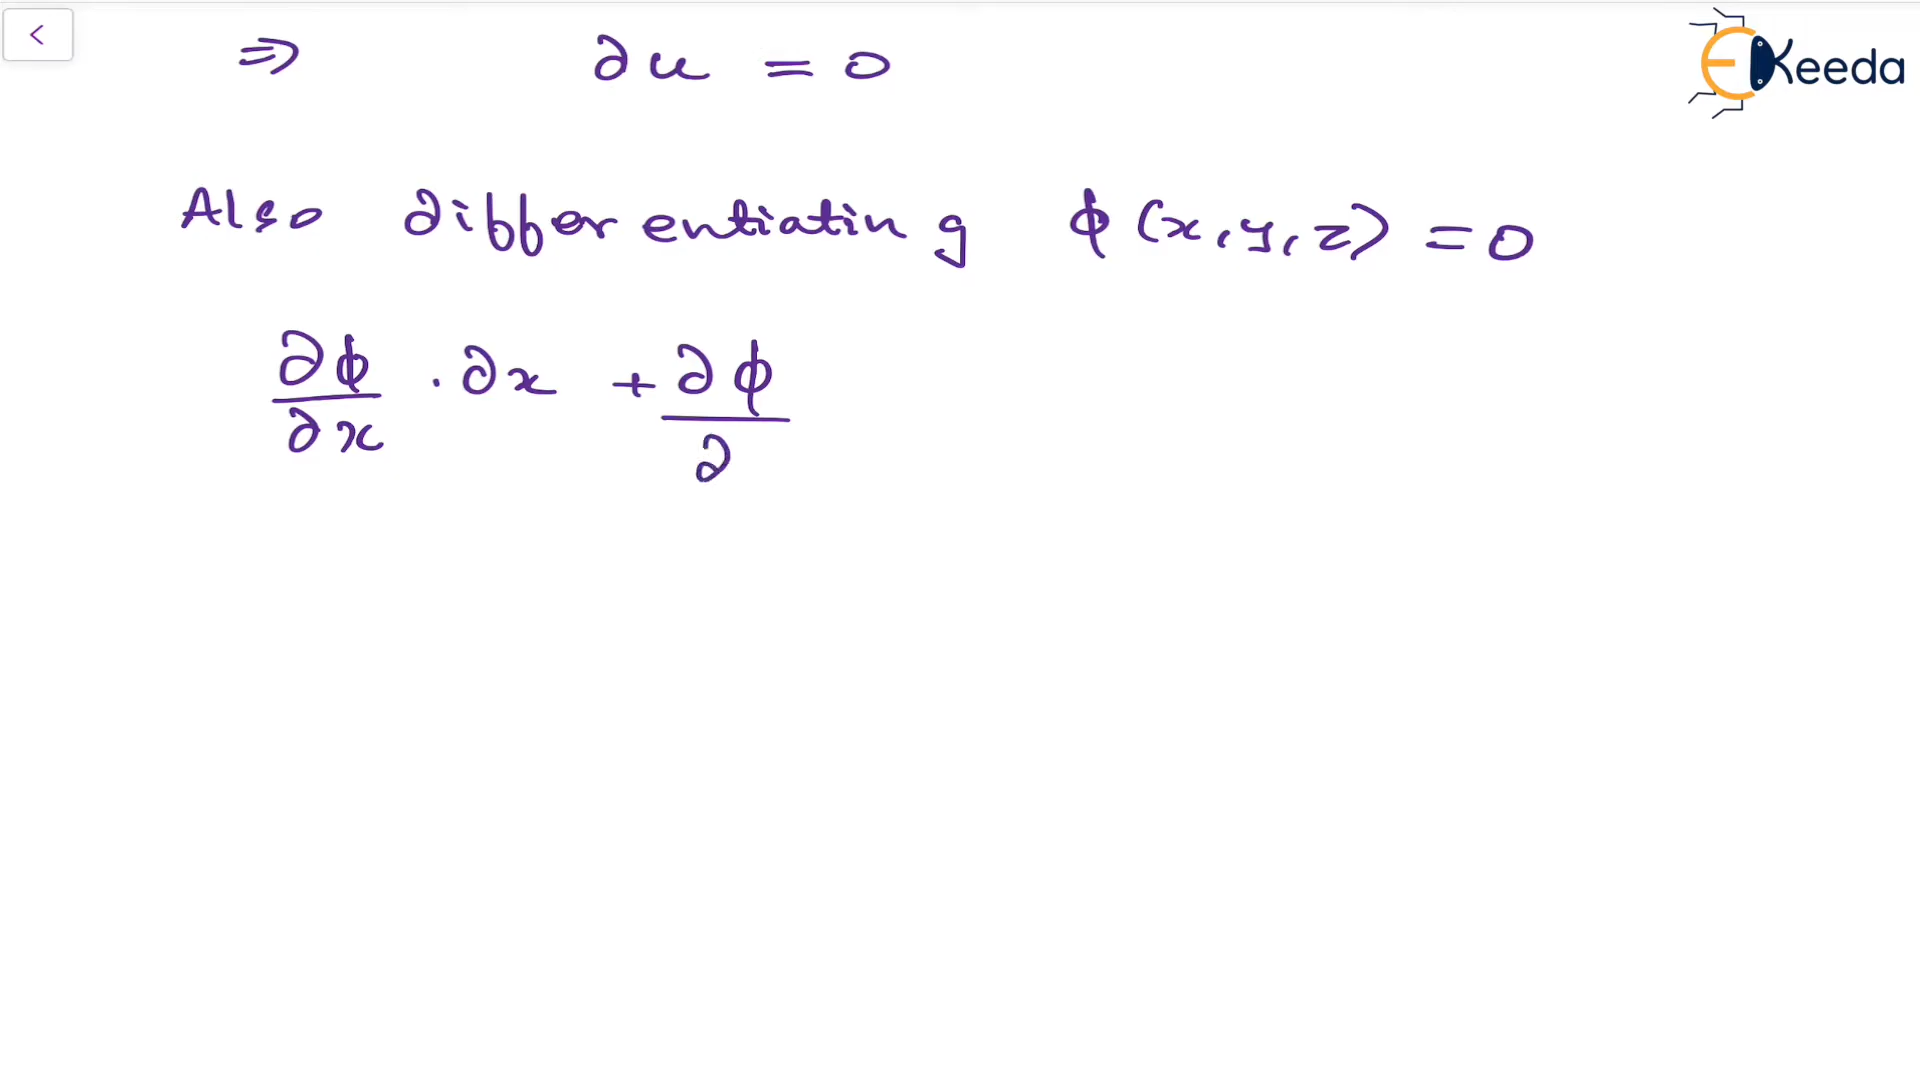 ⇒ ∂u = 0
EKeeda
Also differentiating ϕ(x,y,z) = 0
∂ϕ/∂x · ∂x + ∂ϕ/∂